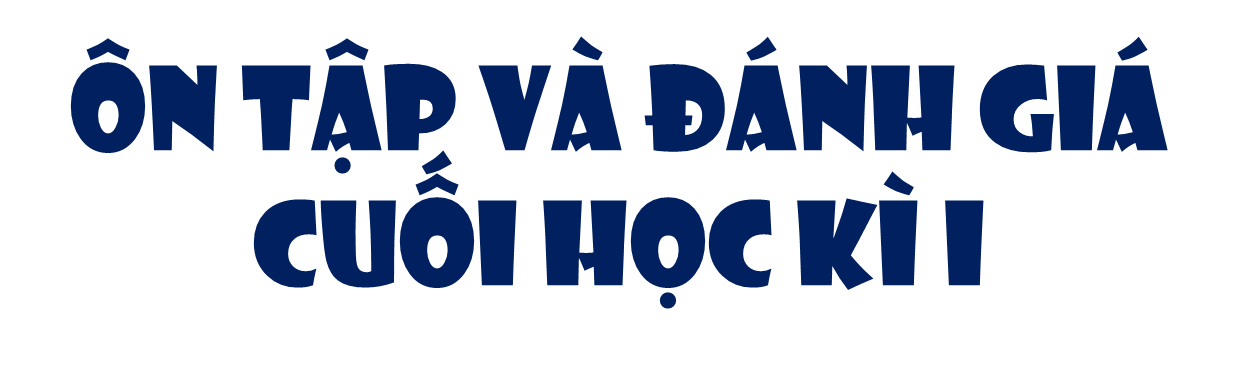 ÔN TẬP VÀ ĐÁNH GIÁ
CUỐI HỌC KÌ I